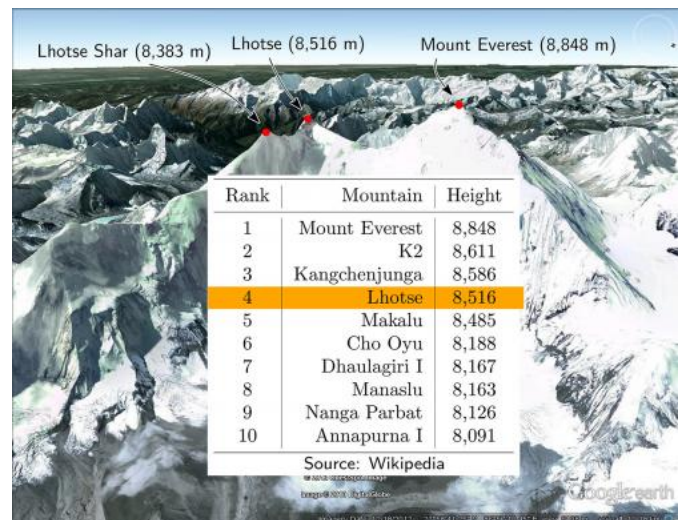 Lhotse Shar (8,383 m) Lhotse (8,516 m) Mount Everest (8,848 m)
Rank Mountain Height
1 Mount Everest 8,848
2 K2 8,611
3 Kangchenjunga 8,586
4 Lhotse 8,516
5 Makalu 8,485
6 Cho Oyu 8,188
7 Dhaulagiri I 8,167
8 Manaslu 8,163
9 Nanga Parbat 8,126
10 Annapurna I 8,091
Source: Wikipedia
Image © 2013 DigitalGlobe
Google earth